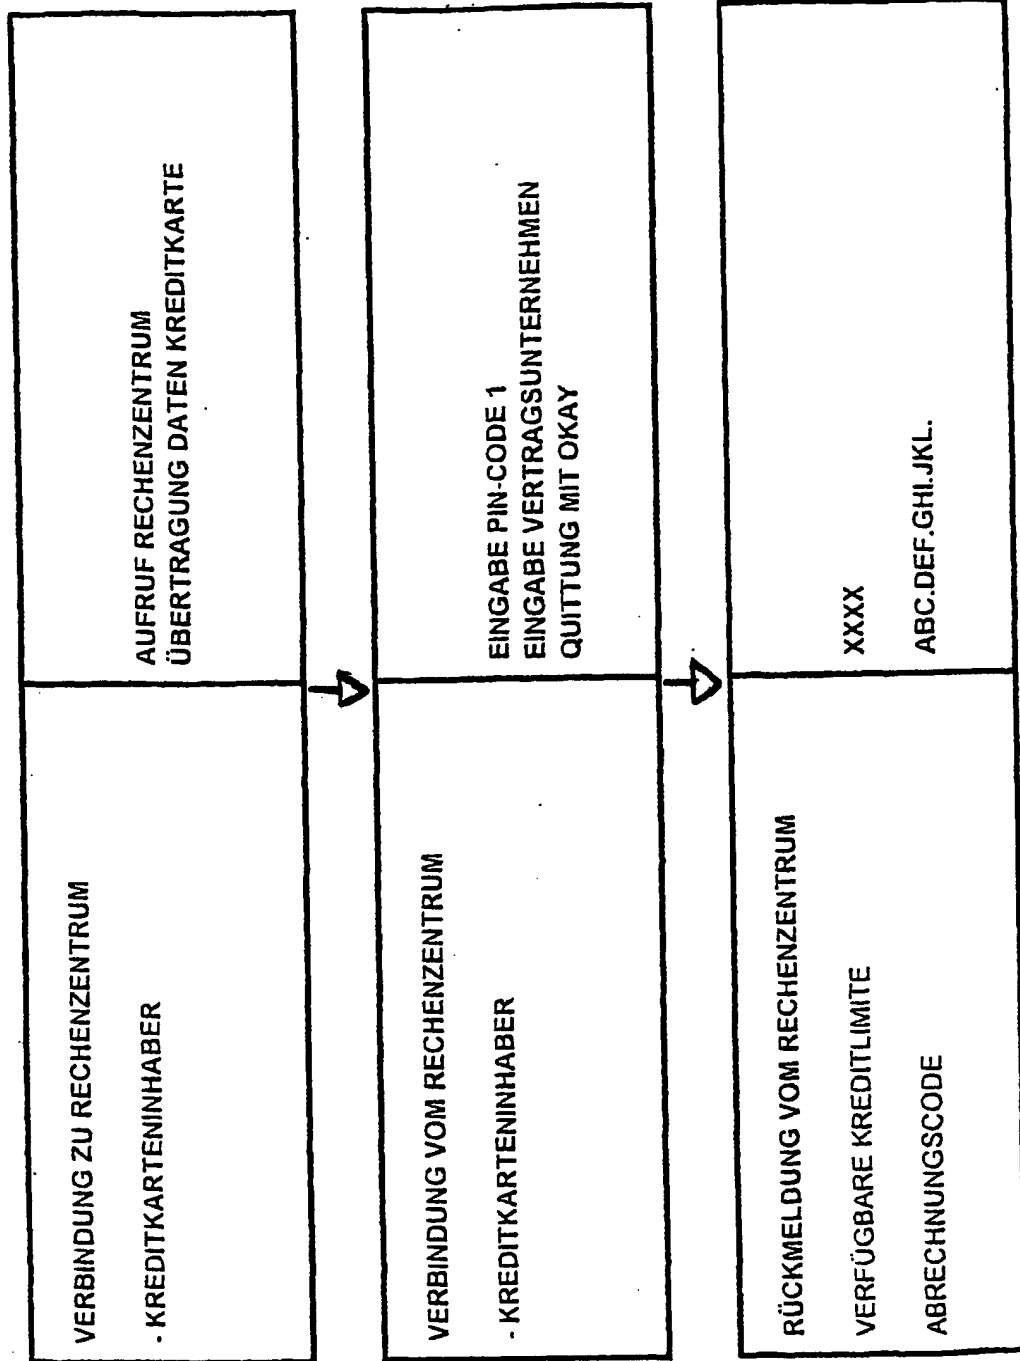 VERBINDUNG ZU RECHENZENTRUM
- KREDITKARTENINHABER
AUFRUF RECHENZENTRUM
ÜBERTRAGUNG DATEN KREDITKARTE
VERBINDUNG VOM RECHENZENTRUM
- KREDITKARTENINHABER
EINGABE PIN-CODE 1
EINGABE VERTRAGSUNTERNEHMEN
QUITTUNG MIT OKAY
RÜCKMELDUNG VOM RECHENZENTRUM
VERFÜGBARE KREDITLIMITE XXXX
ABRECHNUNGSCODE ABC.DEF.GHI.JKL.